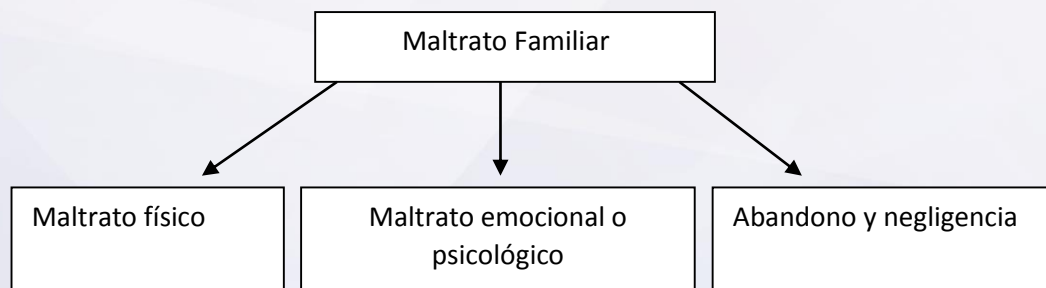 Maltrato Familiar
Maltrato físico
Maltrato emocional o
psicológico
Abandono y negligencia